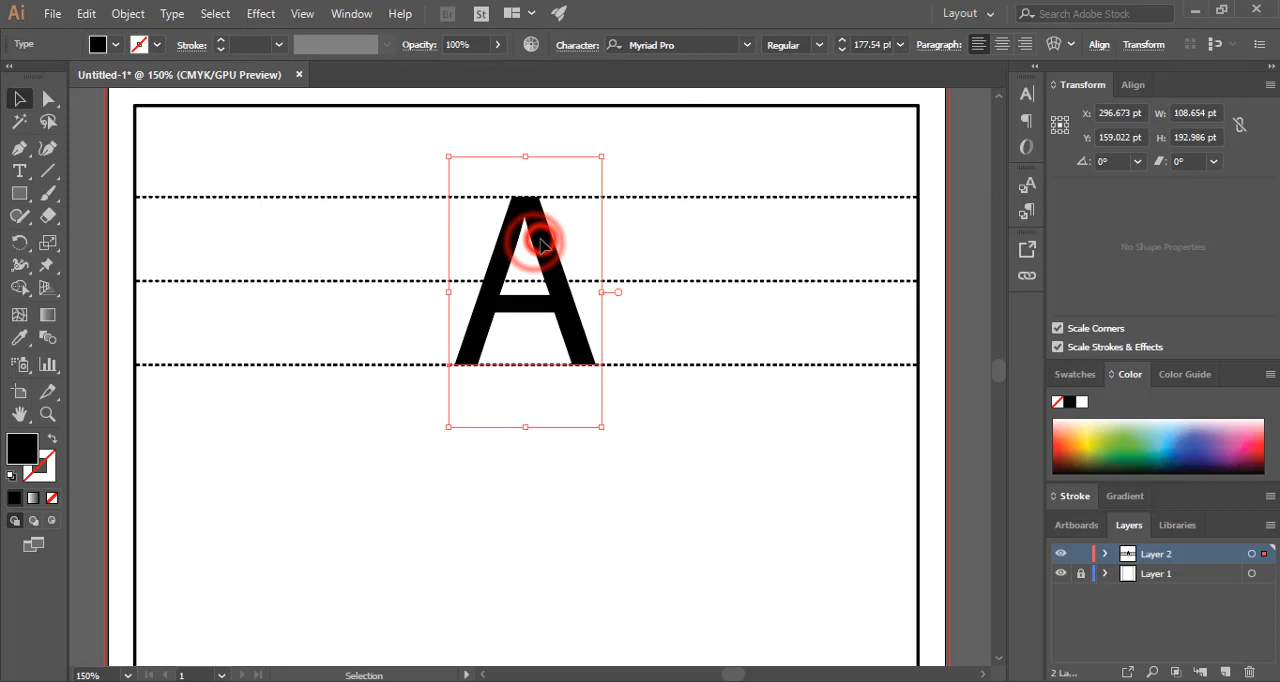 Ai File Edit Object Type Select Effect View Window Help Br St Layout Search Adobe Stock
Type Stroke: Opacity: 100% Character: Myriad Pro Regular 177.54 pt Paragraph: Align Transform
Untitled-1* @ 150% (CMYK/GPU Preview)
Transform Align
X: 296.673 pt W: 108.654 pt
Y: 159.022 pt H: 192.986 pt
0° 0°
A
No Shape Properties
Scale Corners
Scale Strokes & Effects
Swatches Color Color Guide
Stroke Gradient
Artboards Layers Libraries
Layer 2
Layer 1
150% 1 Selection 2 La...